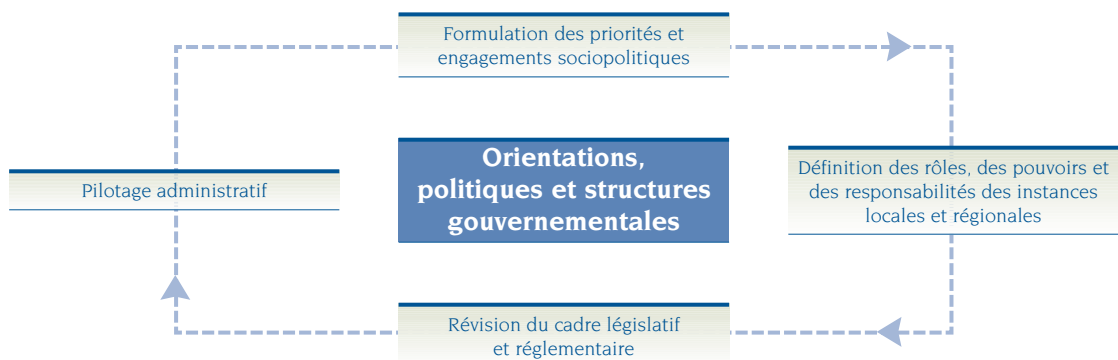 Formulation des priorités et
engagements sociopolitiques
Orientations,
politiques et structures
gouvernementales
Pilotage administratif
Définition des rôles, des pouvoirs et
des responsabilités des instances
locales et régionales
Révision du cadre législatif
et réglementaire